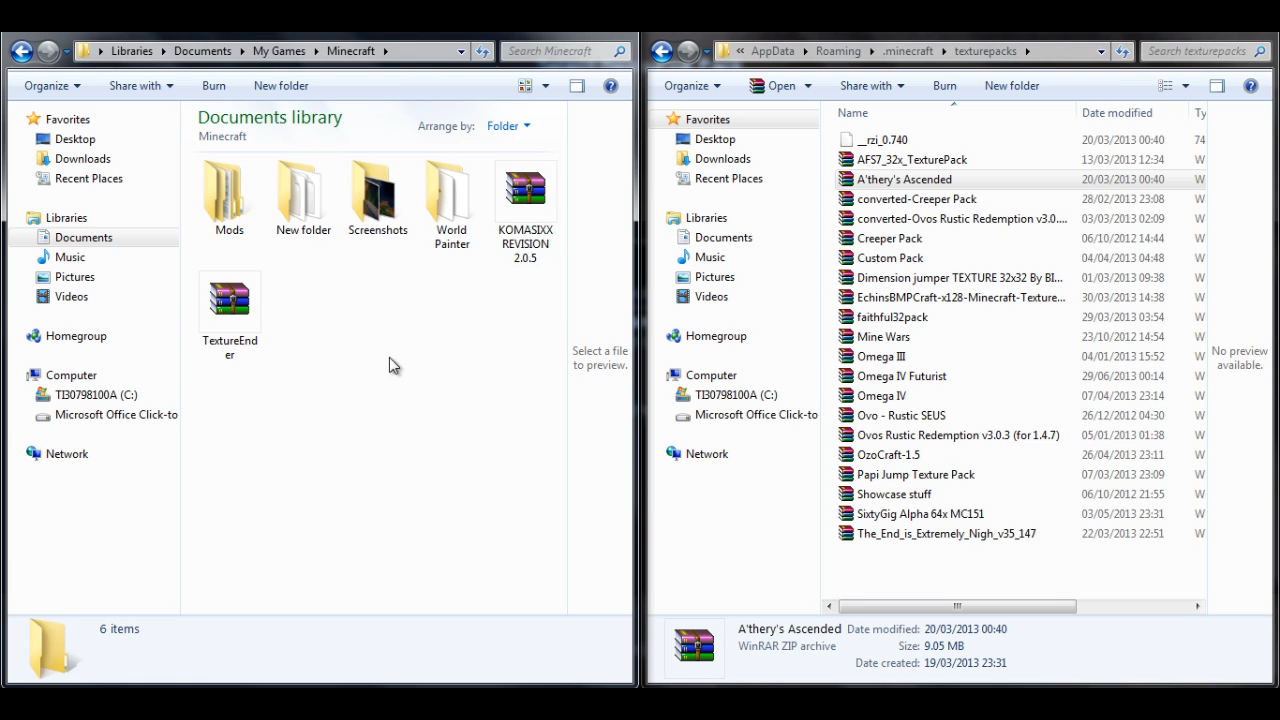 Libraries Documents My Games Minecraft
Search Minecraft
Organize Share with Burn New folder
Favorites
Desktop
Downloads
Recent Places
Libraries
Documents
Music
Pictures
Videos
Homegroup
Computer
TI30798100A (C:)
Microsoft Office Click-to
Network
Documents library
Minecraft
Arrange by: Folder
Mods
New folder
Screenshots
World
Painter
KOMASIXX
REVISION
2.0.5
TextureEnd
er
Select a file
to preview.
6 items
« AppData Roaming .minecraft texturepacks
Search texturepacks
Organize Open Share with Burn New folder
Favorites
Desktop
Downloads
Recent Places
Libraries
Documents
Music
Pictures
Videos
Homegroup
Computer
TI30798100A (C:)
Microsoft Office Click-to
Network
Name Date modified Ty
__rzi_0.740 20/03/2013 00:40 74
AFS7_32x_TexturePack 13/03/2013 12:34 W
A'thery's Ascended 20/03/2013 00:40 W
converted-Creeper Pack 28/02/2013 23:08 W
converted-Ovos Rustic Redemption v3.0.... 03/03/2013 02:09 W
Creeper Pack 06/10/2012 14:44 W
Custom Pack 04/04/2013 04:48 W
Dimension jumper TEXTURE 32x32 By BI... 01/03/2013 09:38 W
EchinsBMPCraft-x128-Minecraft-Texture... 30/03/2013 14:38 W
faithful32pack 29/03/2013 03:54 W
Mine Wars 23/10/2012 14:54 W
Omega III 04/01/2013 15:52 W
Omega IV Futurist 29/06/2013 00:14 W
Omega IV 07/04/2013 23:14 W
Ovo - Rustic SEUS 26/12/2012 04:30 W
Ovos Rustic Redemption v3.0.3 (for 1.4.7) 05/01/2013 01:38 W
OzoCraft-1.5 26/04/2013 23:11 W
Papi Jump Texture Pack 07/03/2013 23:09 W
Showcase stuff 06/10/2012 21:55 W
SixtyGig Alpha 64x MC151 03/05/2013 23:31 W
The_End_is_Extremely_Nigh_v35_147 22/03/2013 22:51 W
No preview
available.
A'thery's Ascended Date modified: 20/03/2013 00:40
WinRAR ZIP archive Size: 9.05 MB
Date created: 19/03/2013 23:31